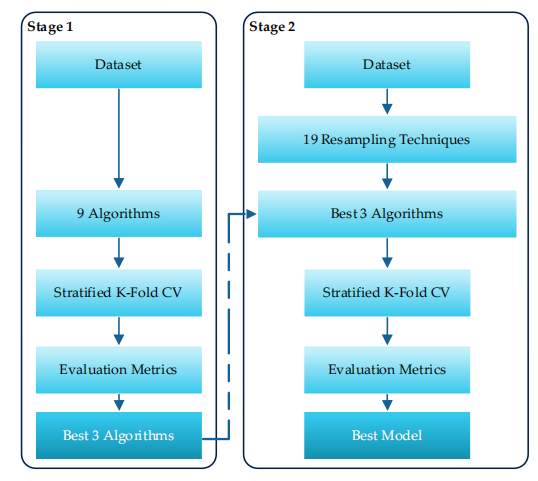 Stage 1
Dataset
9 Algorithms
Stratified K-Fold CV
Evaluation Metrics
Best 3 Algorithms
Stage 2
Dataset
19 Resampling Techniques
Best 3 Algorithms
Stratified K-Fold CV
Evaluation Metrics
Best Model